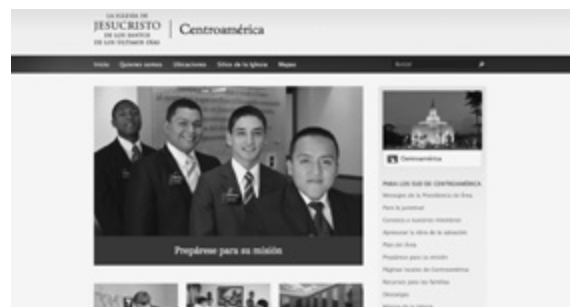 LA IGLESIA DE
JESUCRISTO
DE LOS SANTOS
DE LOS ÚLTIMOS DÍAS
Centroamérica
Inicio Quienes somos Ubicaciones Sitios de la Iglesia Mapas
Buscar
Prepárese para su misión
Centroamérica
PARA LOS SUD DE CENTROAMÉRICA
Mensajes de la Presidencia de Área
Para la juventud
Conozca a nuestros miembros
Apresurar la obra de la salvación
Plan del Área
Prepárese para su misión
Páginas locales de Centroamérica
Recursos para las familias
Descargas